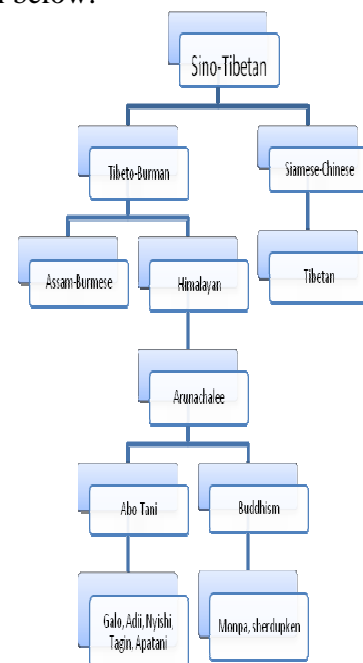 n below:
Sino-Tibetan
Tibeto-Burman
Siamese-Chinese
Assam-Burmese
Himalayan
Tibetan
Arunachalee
Abo Tani
Buddhism
Galo, Adii, Nyishi,
Tagin, Apatani
Monpa, sherdupken